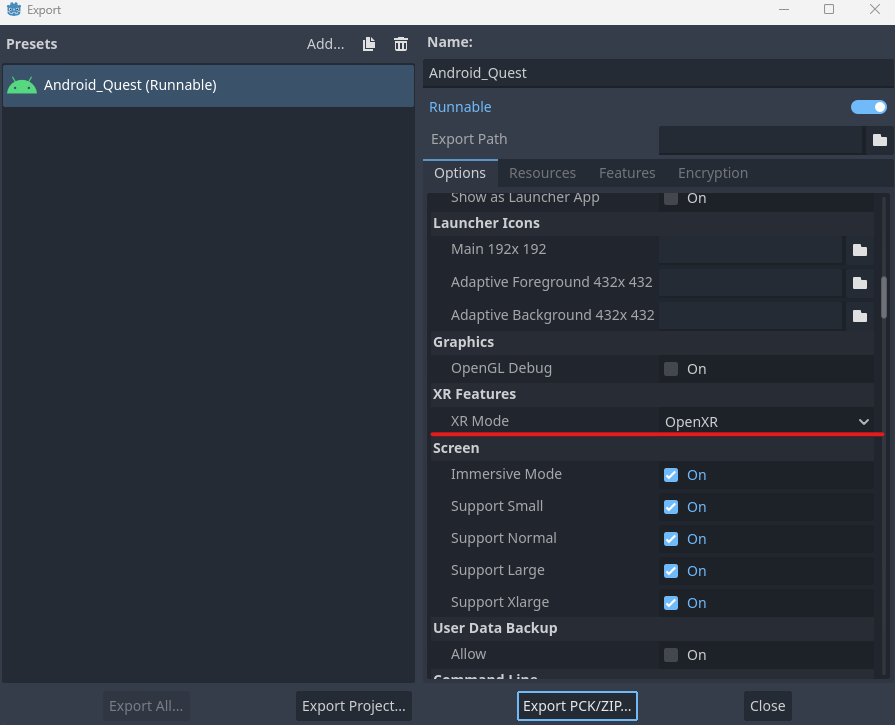 Export
Presets
Add...
Android_Quest (Runnable)
Name:
Android_Quest
Runnable
Export Path
Options Resources Features Encryption
Show as Launcher App On
Launcher Icons
Main 192x 192
Adaptive Foreground 432x 432
Adaptive Background 432x 432
Graphics
OpenGL Debug On
XR Features
XR Mode OpenXR
Screen
Immersive Mode On
Support Small On
Support Normal On
Support Large On
Support Xlarge On
User Data Backup
Allow On
Command Line
Export All... Export Project... Export PCK/ZIP... Close